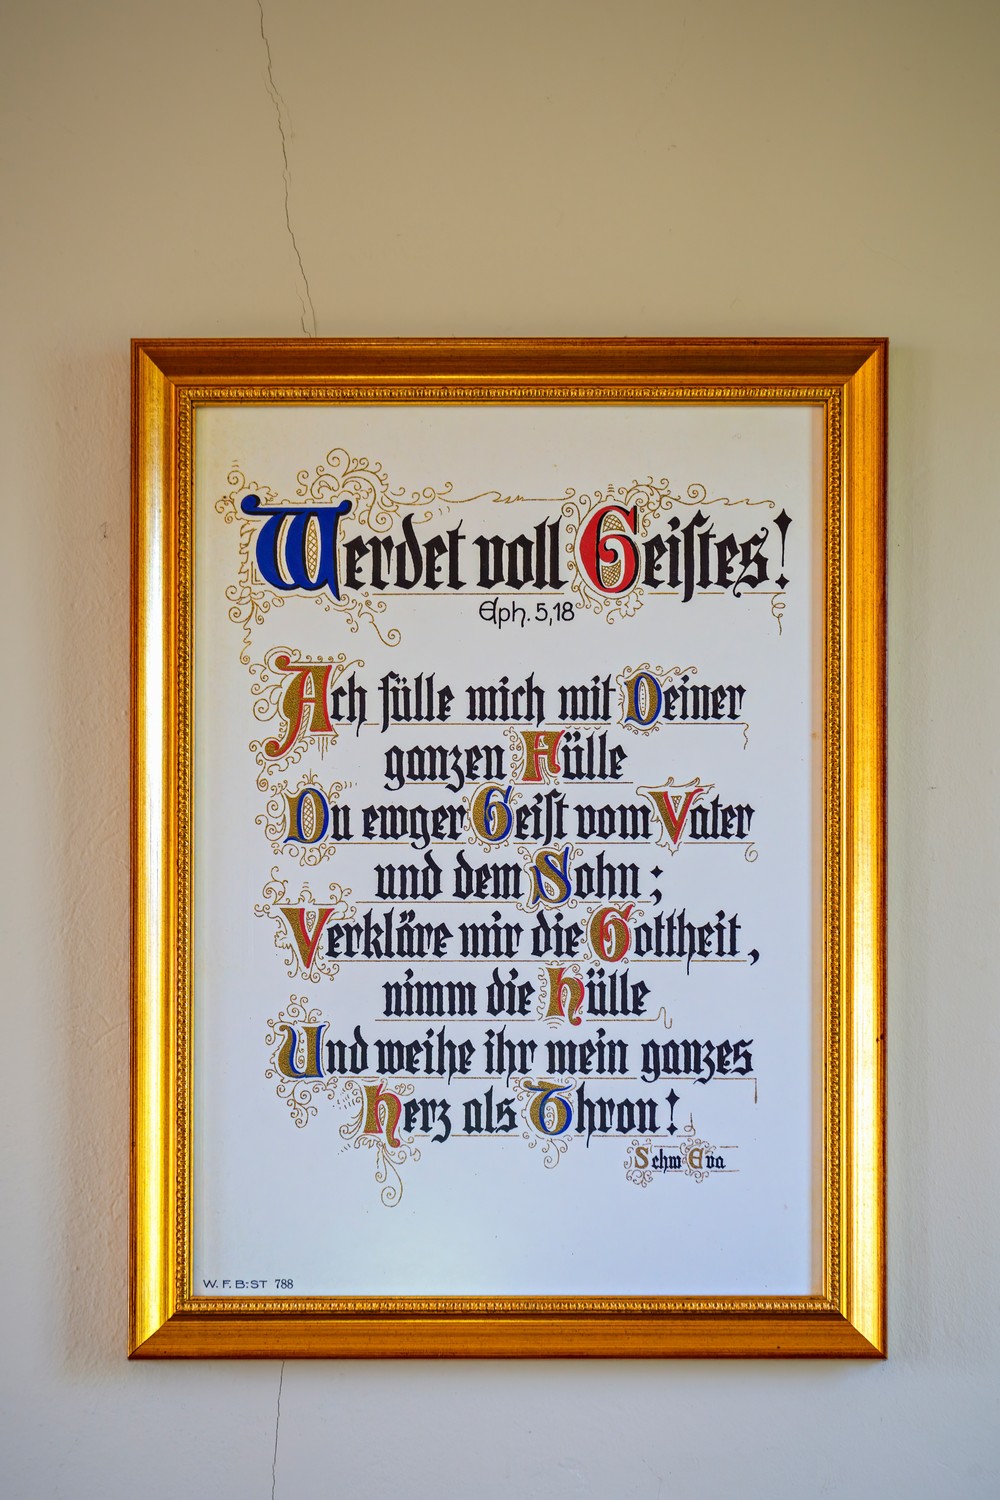 Werdet voll Geistes!
Eph. 5,18
Ach fülle mich mit Deiner
ganzen Fülle
Du ewger Geist vom Vater
und dem Sohn ;
Verkläre mir die Gottheit ,
nimm die Hülle
Und weihe ihr mein ganzes
Herz als Thron!
Schw Eva
W. F. B:ST 788